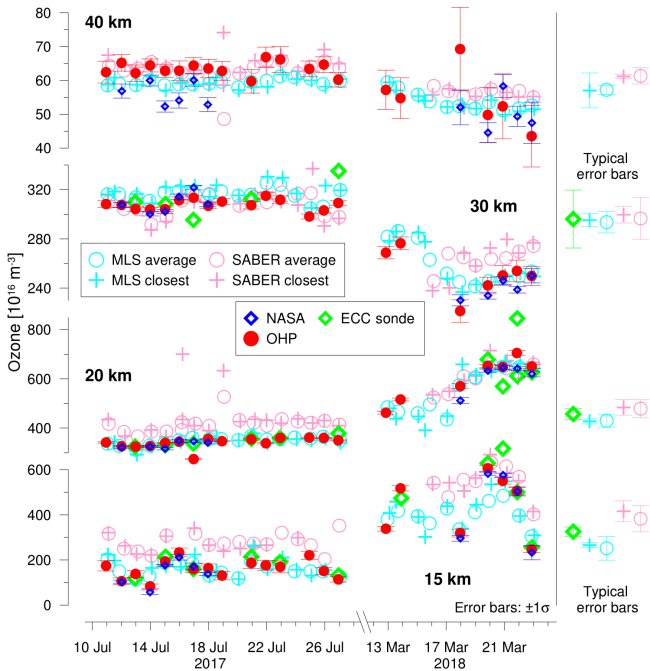 80
40 km
70
60
50
40
Typical
error bars
320
30 km
280
240
MLS average
SABER average
MLS closest
SABER closest
NASA
ECC sonde
OHP
Ozone [10¹⁶ m⁻³]
800
20 km
600
400
600
400
200
0
15 km
Error bars: ±1σ
Typical
error bars
10 Jul
14 Jul
18 Jul
22 Jul
26 Jul
13 Mar
17 Mar
21 Mar
2017
2018